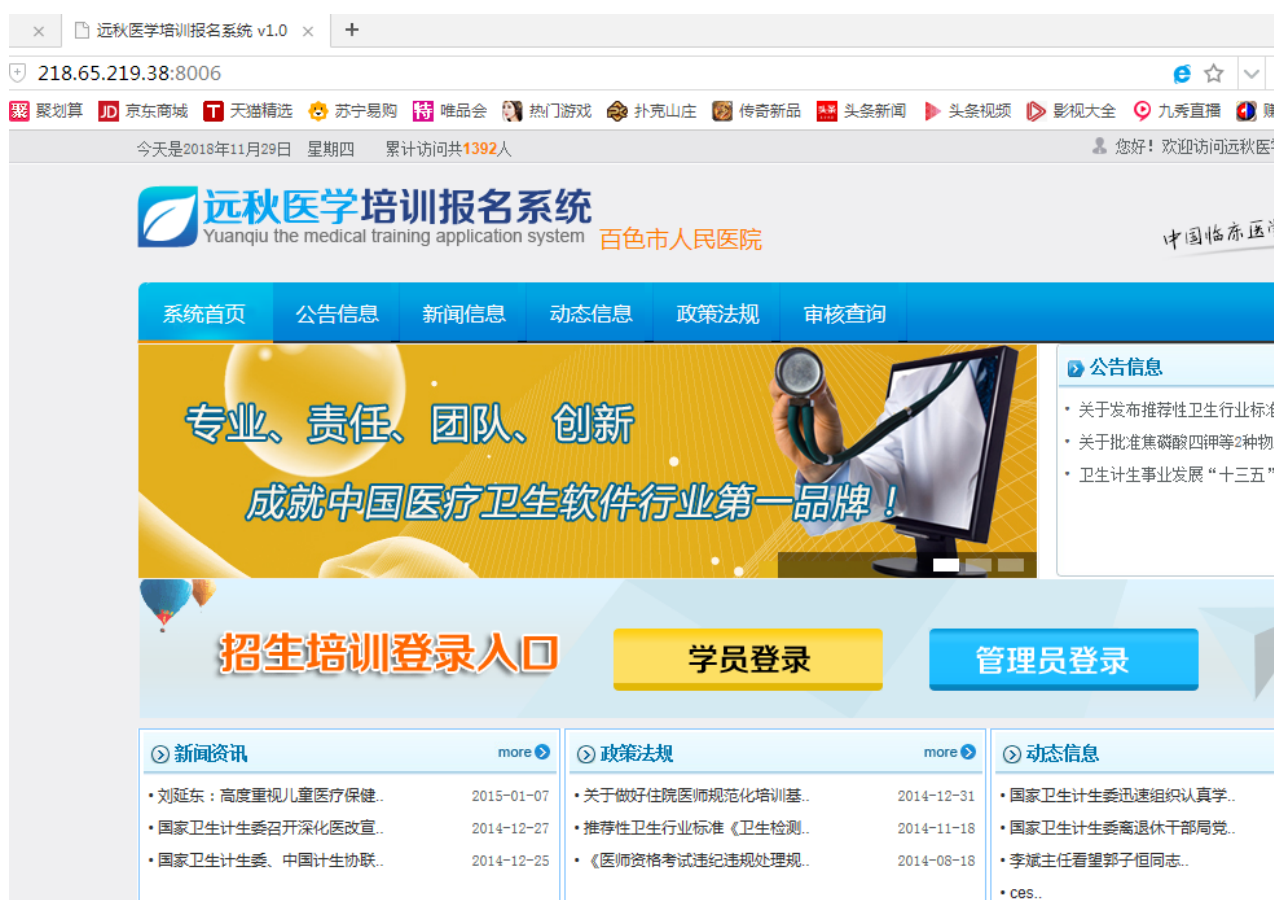 远秋医学培训报名系统 v1.0
218.65.219.38:8006
聚 聚划算 JD 京东商城 T 天猫精选 苏宁易购 特 唯品会 热门游戏 扑克山庄 传奇新品 头条 头条新闻 头条视频 影视大全 九秀直播
今天是2018年11月29日 星期四 累计访问共1392人 您好!欢迎访问远秋医
远秋医学培训报名系统
Yuanqiu the medical training application system 百色市人民医院
中国临床医
系统首页 公告信息 新闻信息 动态信息 政策法规 审核查询
公告信息
专业、责任、团队、创新
成就中国医疗卫生软件行业第一品牌!
• 关于发布推荐性卫生行业标准
• 关于批准焦磷酸四钾等2种物
• 卫生计生事业发展“十三五”
招生培训登录入口 学员登录 管理员登录
新闻资讯 more
•刘延东:高度重视儿童医疗保健.. 2015-01-07
•国家卫生计生委召开深化医改宣.. 2014-12-27
•国家卫生计生委、中国计生协联.. 2014-12-25
政策法规 more
•关于做好住院医师规范化培训基.. 2014-12-31
•推荐性卫生行业标准《卫生检测.. 2014-11-18
•《医师资格考试违纪违规处理规.. 2014-08-18
动态信息
•国家卫生计生委迅速组织认真学..
•国家卫生计生委离退休干部局党..
•李斌主任看望郭子恒同志..
•ces..